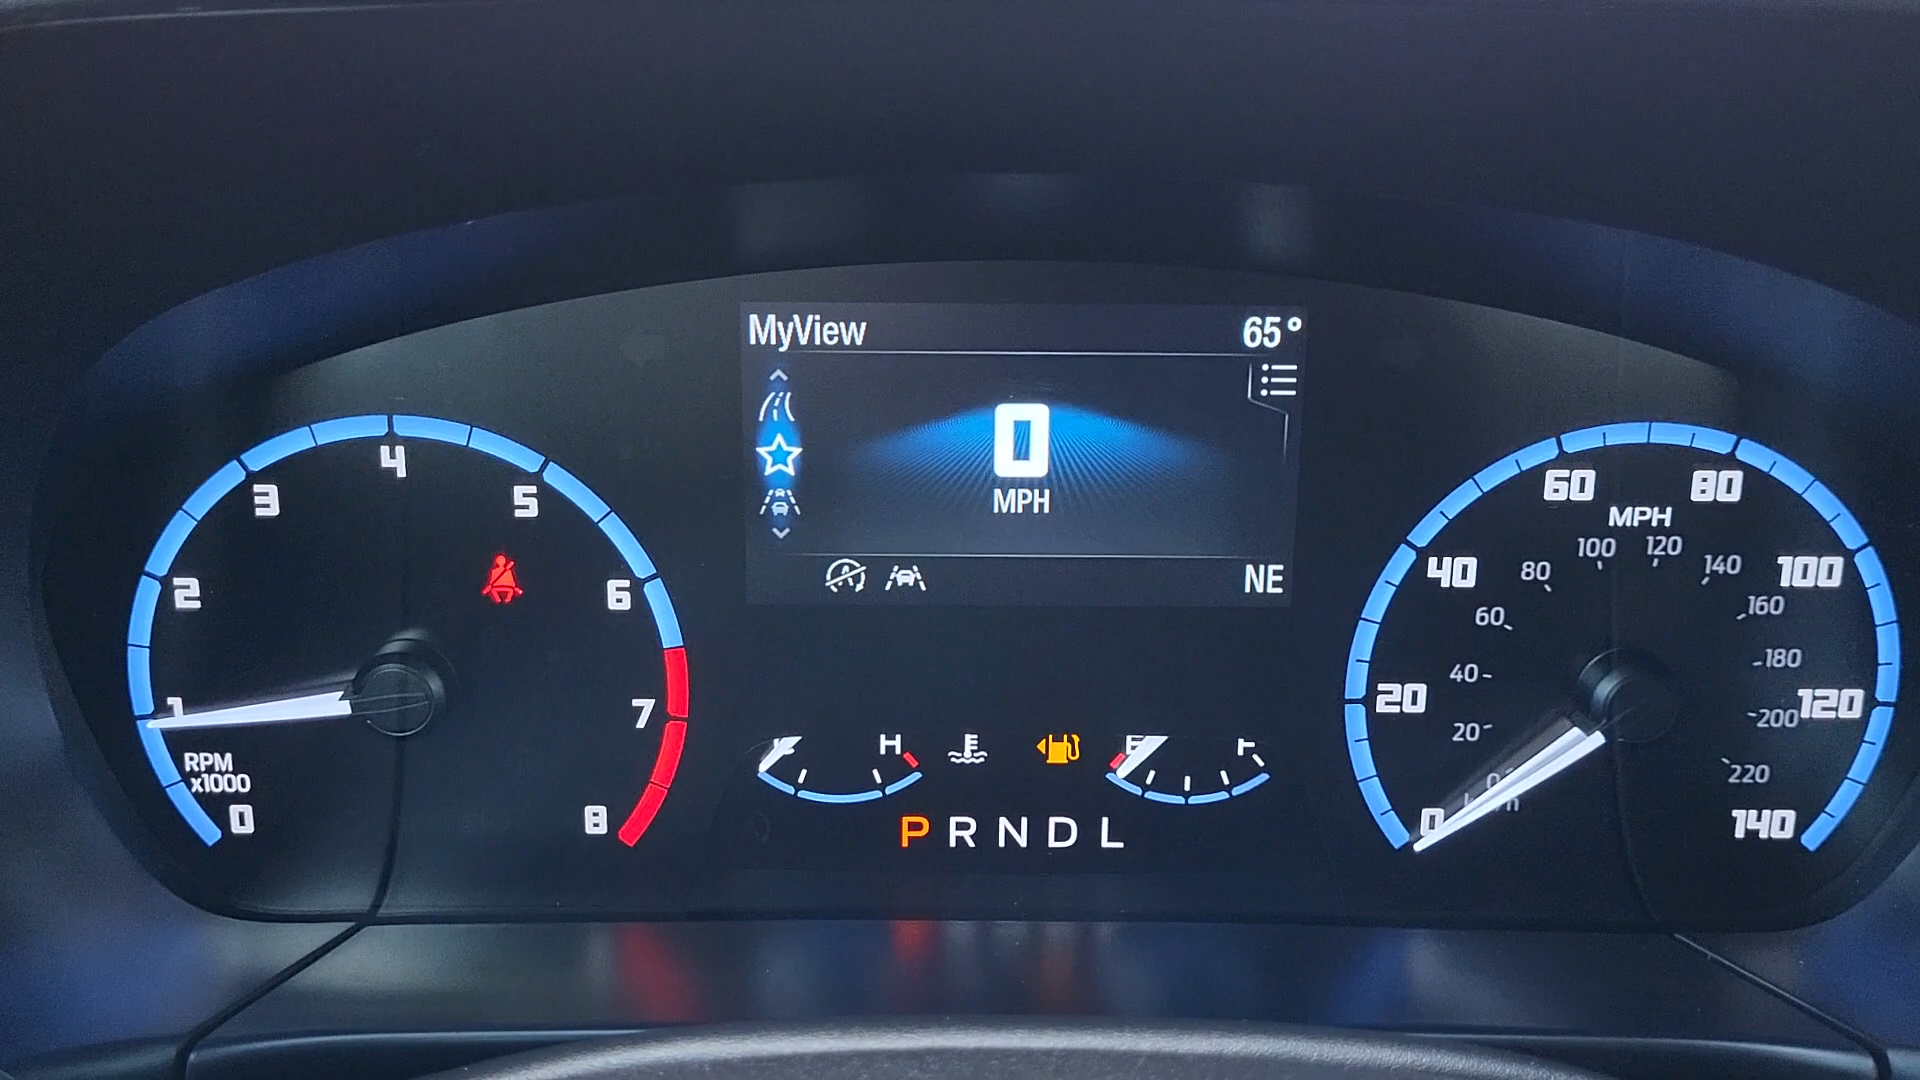 MyView 65°
0
MPH
NE
0 1 2 3 4 5 6 7 8
RPM
x1000
H
E
P R N D L
0 20 40 60 80 100 120 140
MPH
20 40 60 80 100 120 140 160 180 200 220